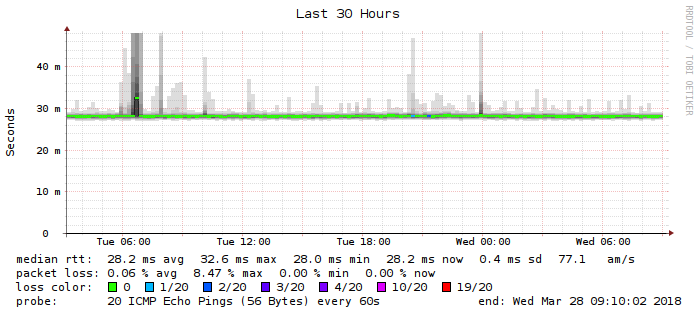 Last 30 Hours
RRDTOOL / TOBI OETIKER
Seconds
40 m
30 m
20 m
10 m
0
Tue 06:00 Tue 12:00 Tue 18:00 Wed 00:00 Wed 06:00
median rtt: 28.2 ms avg 32.6 ms max 28.0 ms min 28.2 ms now 0.4 ms sd 77.1 am/s
packet loss: 0.06 % avg 8.47 % max 0.00 % min 0.00 % now
loss color: 0 1/20 2/20 3/20 4/20 10/20 19/20
probe: 20 ICMP Echo Pings (56 Bytes) every 60s end: Wed Mar 28 09:10:02 2018